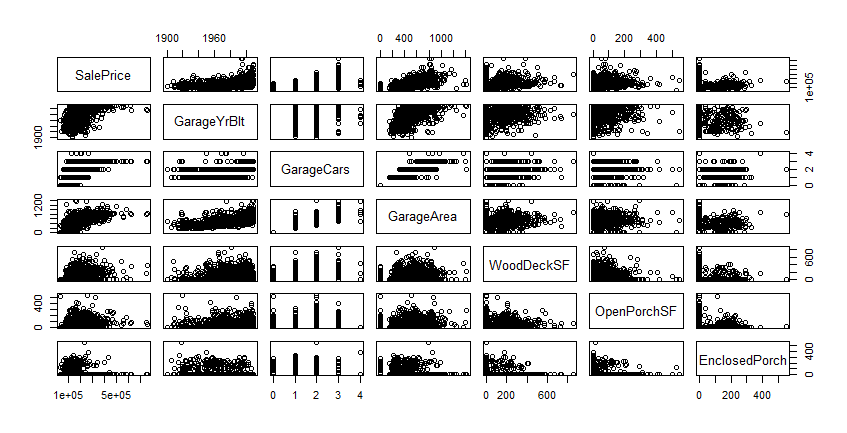 1900 1960 0 400 1000 0 200 400
SalePrice 1e+05
1900 GarageYrBlt
GarageCars 0 2 4
0 1200 GarageArea
WoodDeckSF 0 600
0 400 OpenPorchSF
EnclosedPorch 0 400
1e+05 5e+05 0 1 2 3 4 0 200 600 0 200 400